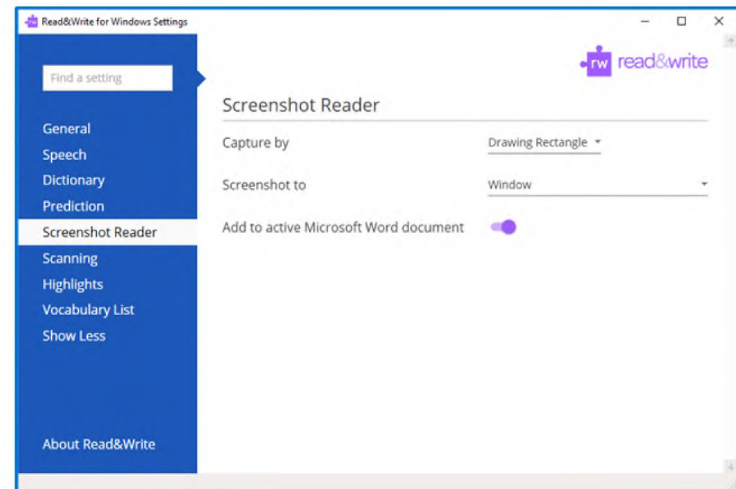 Read&Write for Windows Settings
rw read&write
Find a setting
General
Speech
Dictionary
Prediction
Screenshot Reader
Scanning
Highlights
Vocabulary List
Show Less
About Read&Write
Screenshot Reader
Capture by Drawing Rectangle
Screenshot to Window
Add to active Microsoft Word document